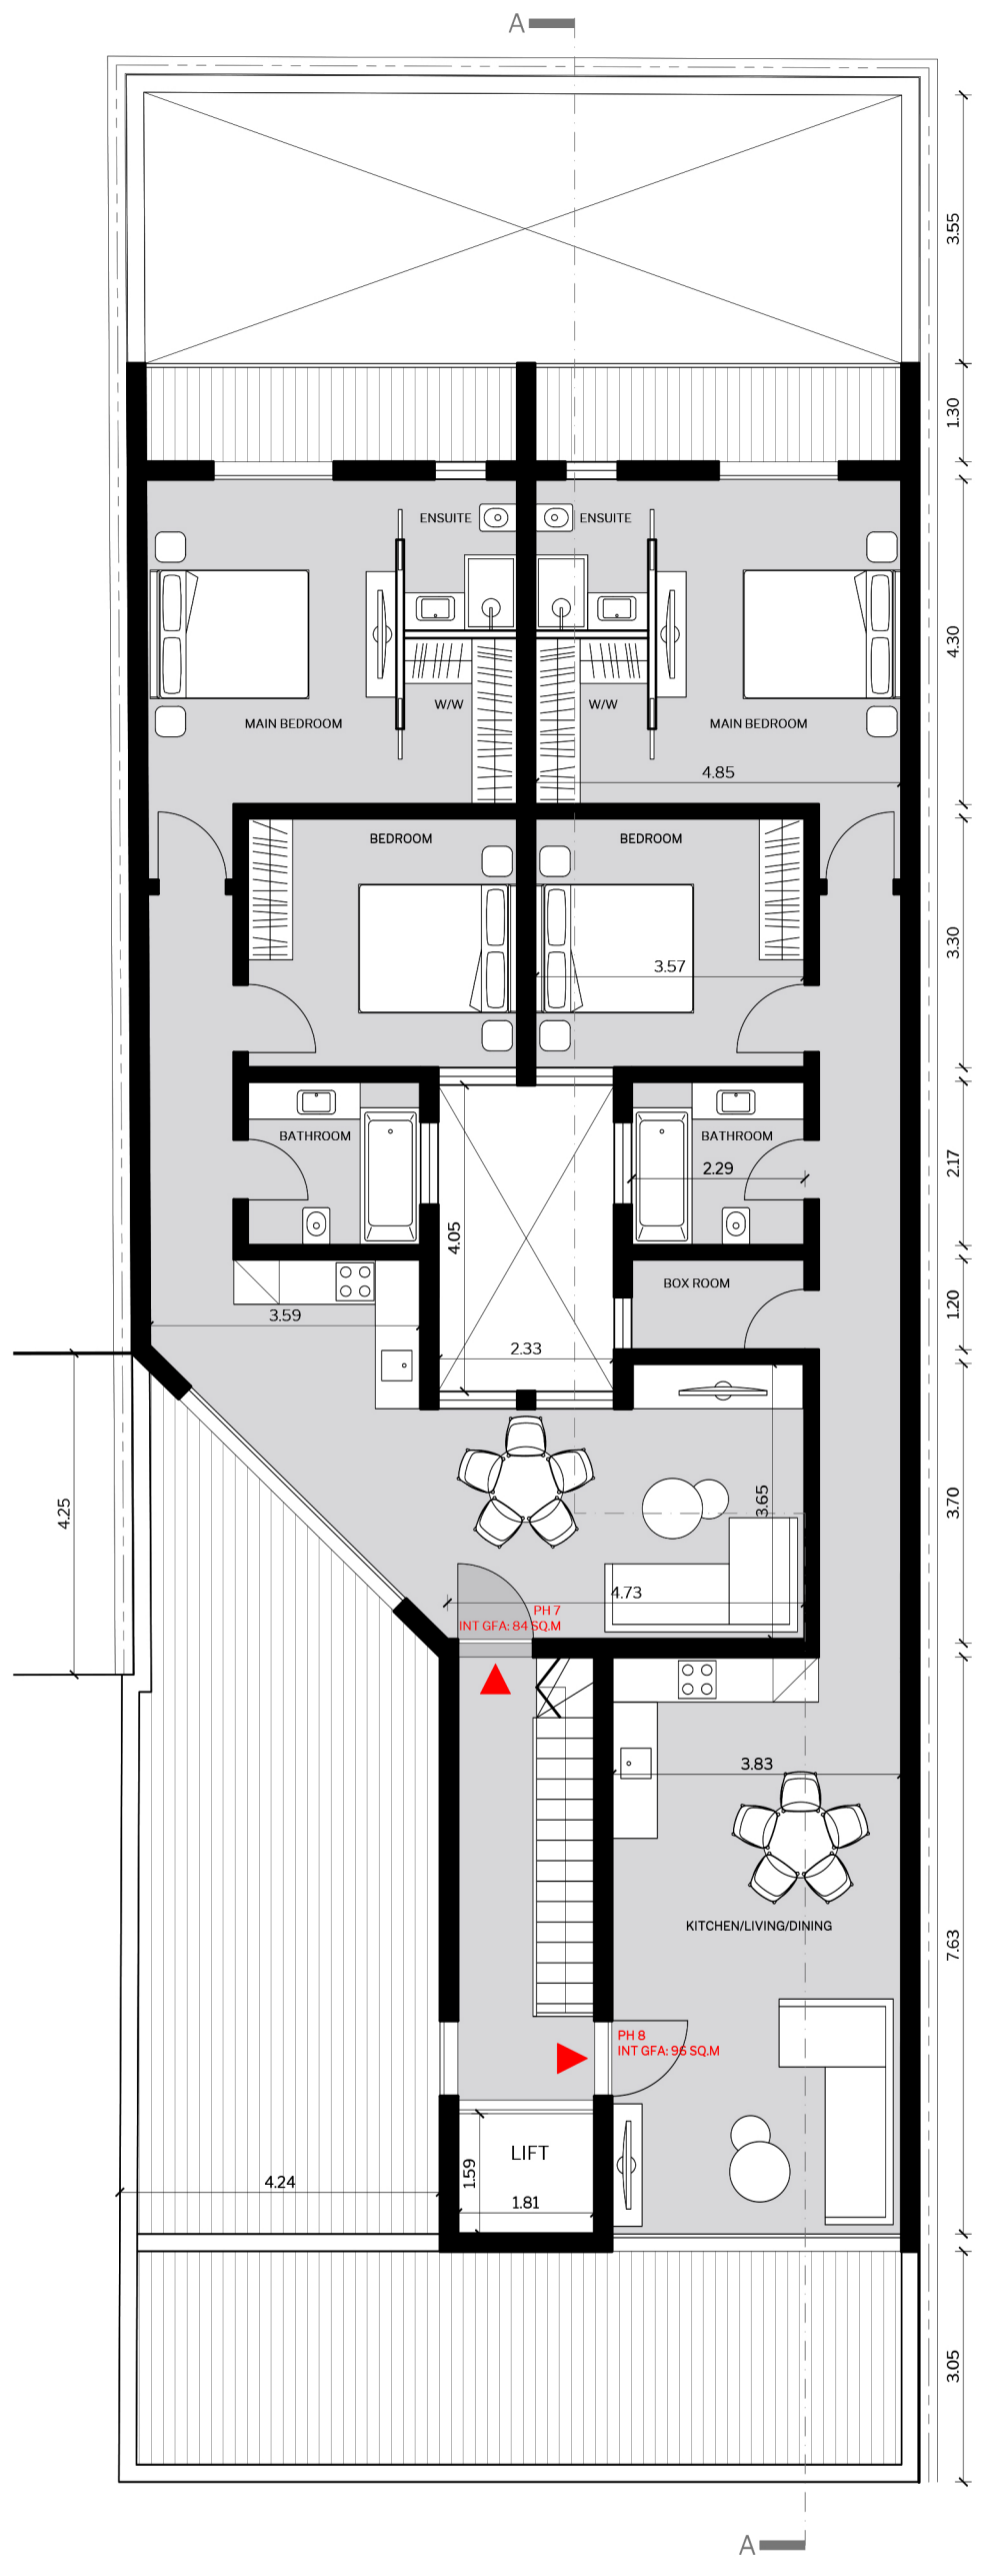 A
3.55
1.30
ENSUITE
ENSUITE
4.30
W/W
W/W
MAIN BEDROOM
MAIN BEDROOM
4.85
BEDROOM
BEDROOM
3.30
3.57
BATHROOM
BATHROOM
2.17
2.29
4.05
BOX ROOM
1.20
3.59
2.33
4.25
3.65
3.70
4.73
PH 7
INT GFA: 84 SQ.M
3.83
KITCHEN/LIVING/DINING
7.63
PH 8
INT GFA: 96 SQ.M
LIFT
1.59
4.24
1.81
3.05
A